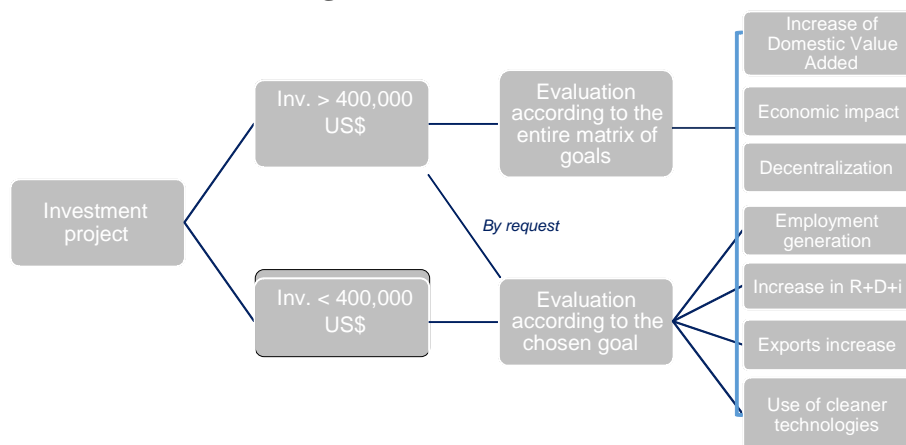 Investment
project
Inv. > 400,000
US$
Inv. < 400,000
US$
Evaluation
according to the
entire matrix of
goals
By request
Evaluation
according to the
chosen goal
Increase of
Domestic Value
Added
Economic impact
Decentralization
Employment
generation
Increase in R+D+i
Exports increase
Use of cleaner
technologies